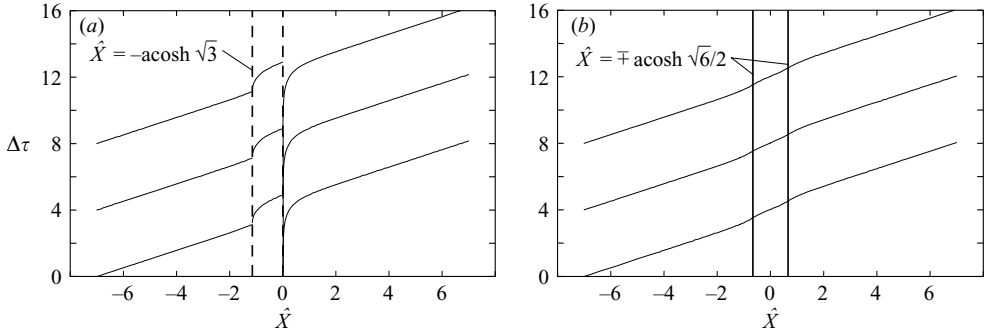 (a)
X̂ = –acosh √3
Δτ
16
12
8
4
0
–6 –4 –2 0 2 4 6
X̂
(b)
X̂ = ∓ acosh √6/2
16
12
8
4
0
–6 –4 –2 0 2 4 6
X̂